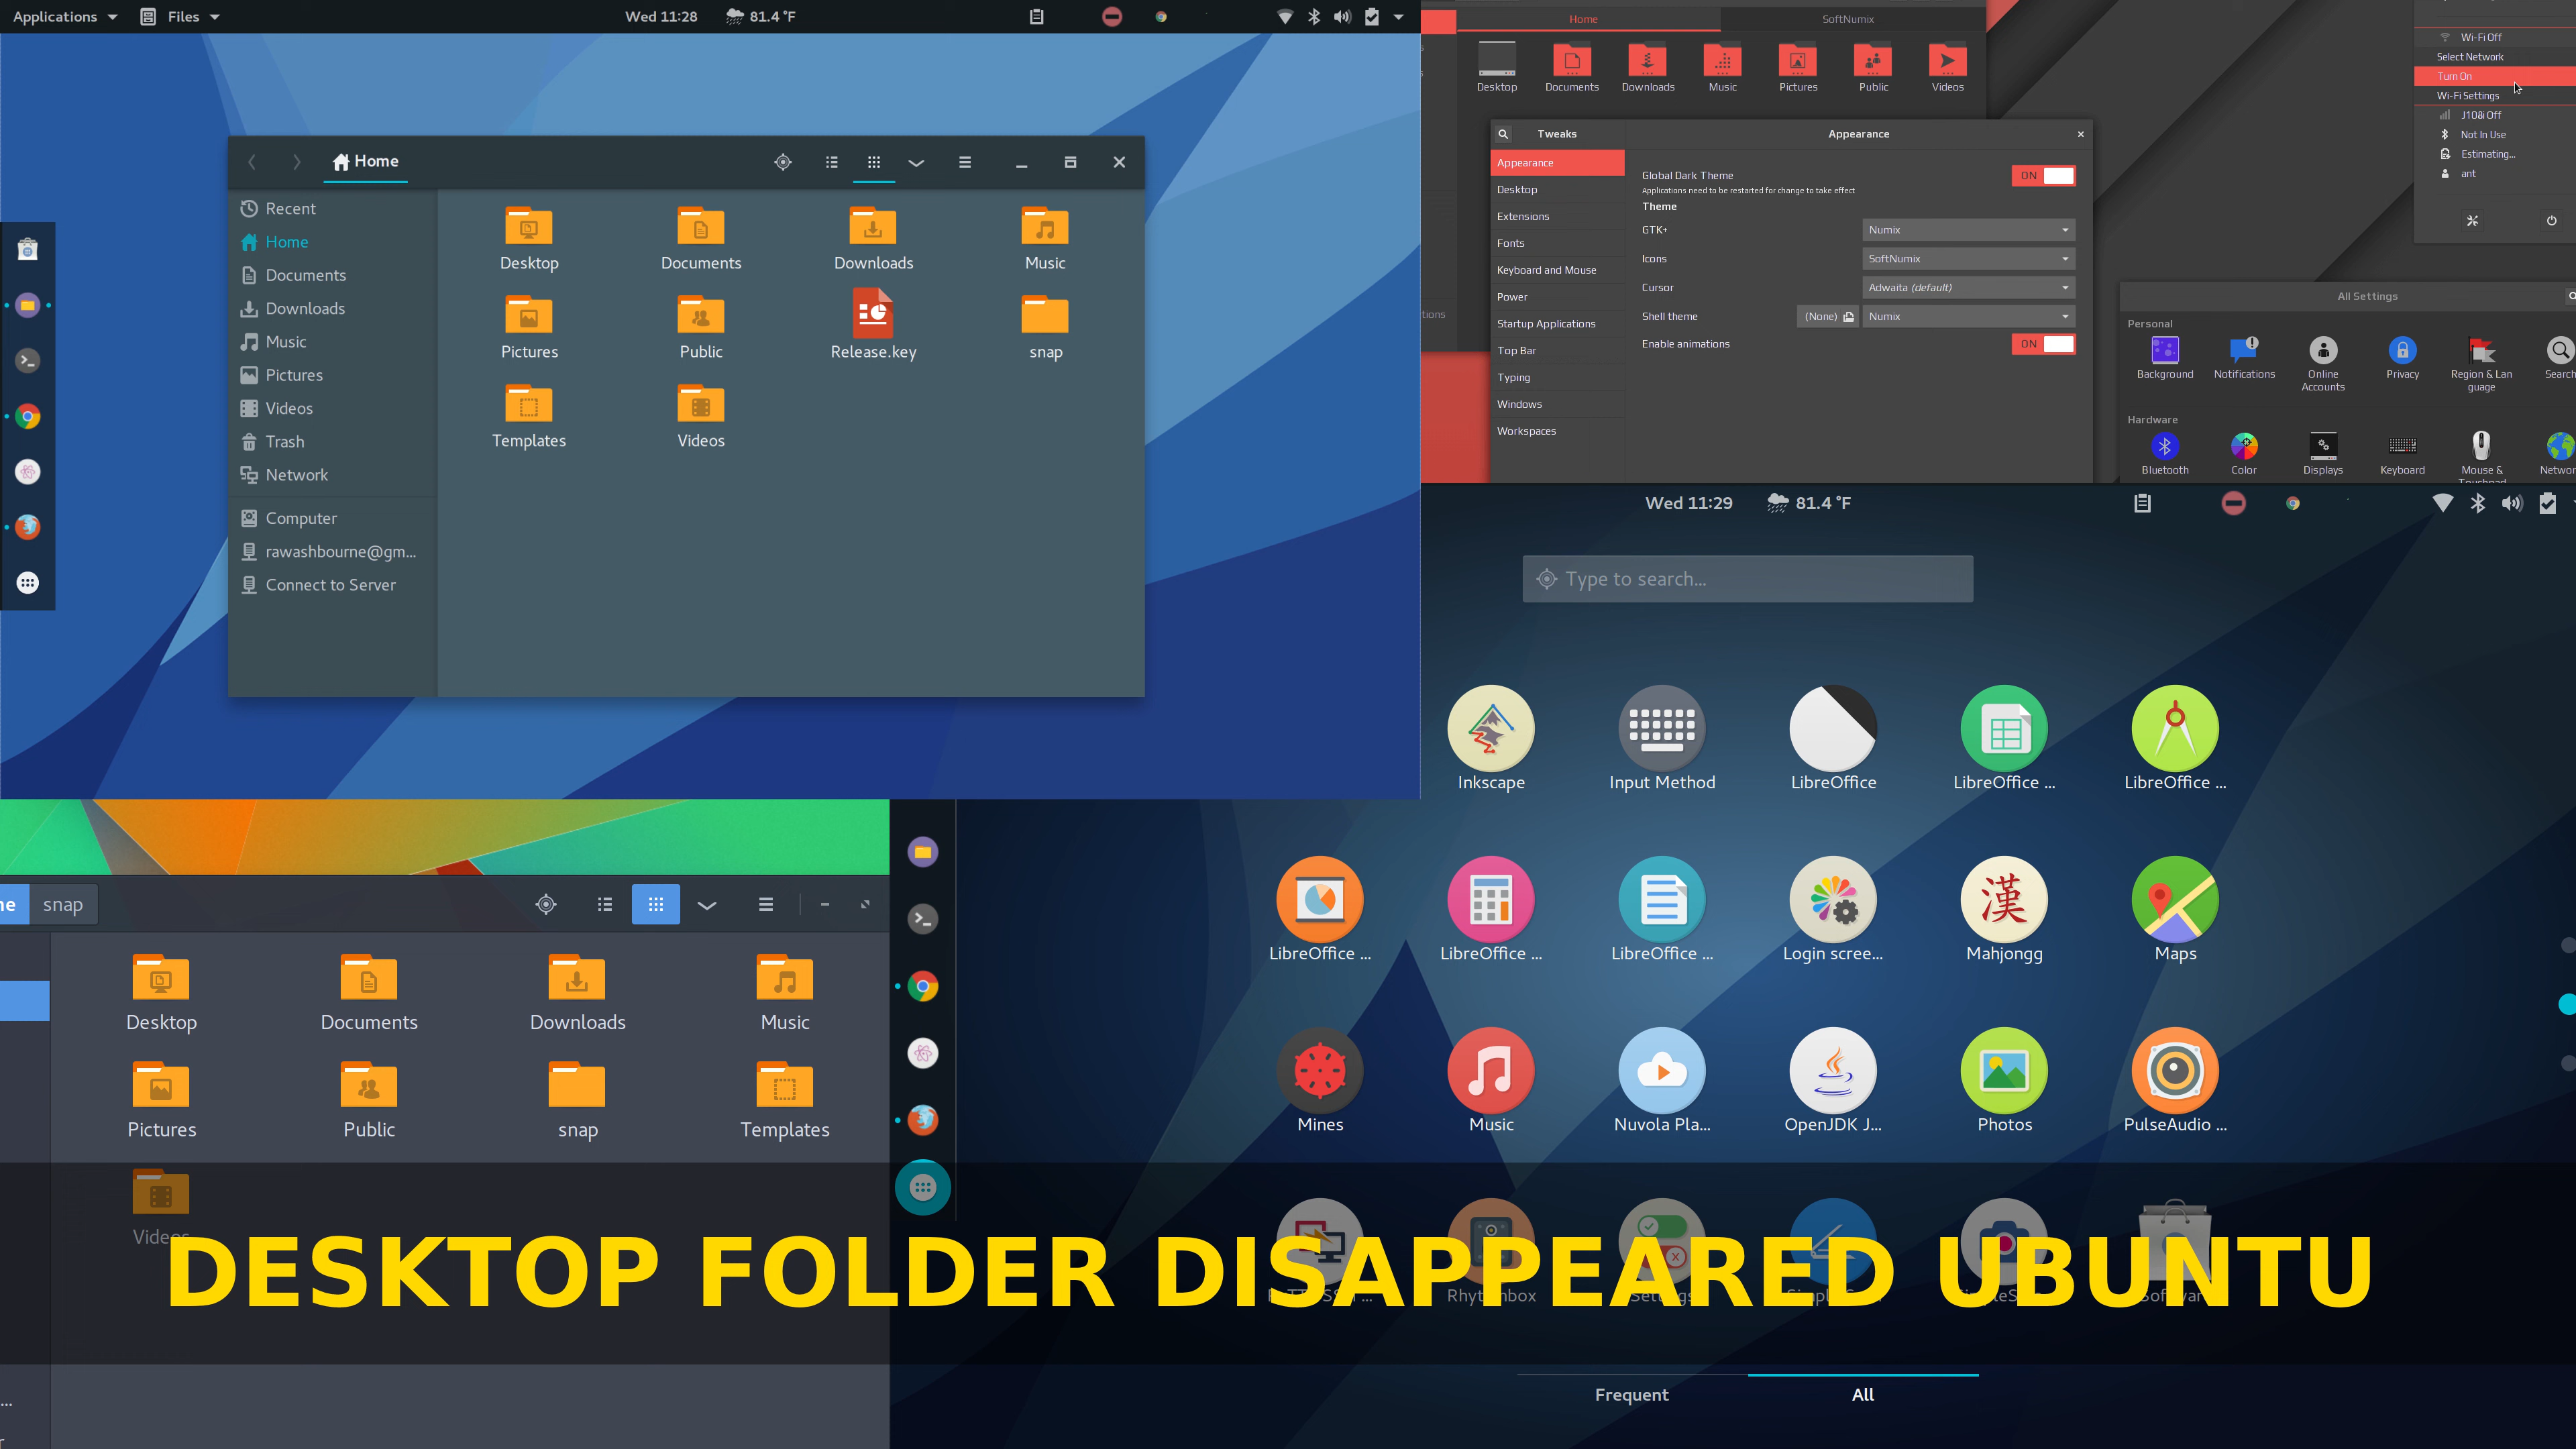 Applications Files Wed 11:28 81.4 °F
Home
Recent
Home
Documents
Downloads
Music
Pictures
Videos
Trash
Network
Computer
rawashbourne@gm...
Connect to Server
Desktop Documents Downloads Music
Pictures Public Release.key snap
Templates Videos
Home SoftNumix
Desktop Documents Downloads Music Pictures Public Videos
Tweaks Appearance
Appearance
Desktop
Extensions
Fonts
Keyboard and Mouse
Power
Startup Applications
Top Bar
Typing
Windows
Workspaces
Global Dark Theme ON
Applications need to be restarted for change to take effect
Theme
GTK+ Numix
Icons SoftNumix
Cursor Adwaita (default)
Shell theme (None) Numix
Enable animations ON
Wi-Fi Off
Select Network
Turn On
Wi-Fi Settings
J108i Off
Not In Use
Estimating...
ant
All Settings
Personal
Background Notifications Online Accounts Privacy Region & Lan
guage Search
Hardware
Bluetooth Color Displays Keyboard Mouse &
Wed 11:29 81.4 °F
Type to search...
Inkscape Input Method LibreOffice LibreOffice ... LibreOffice ...
LibreOffice ... LibreOffice ... LibreOffice ... Login scree... Mahjongg Maps
漢
Mines Music Nuvola Pla... OpenJDK J... Photos PulseAudio ...
snap
Desktop Documents Downloads Music
Pictures Public snap Templates
Videos
DESKTOP FOLDER DISAPPEARED UBUNTU
Rhythmbox
Frequent All